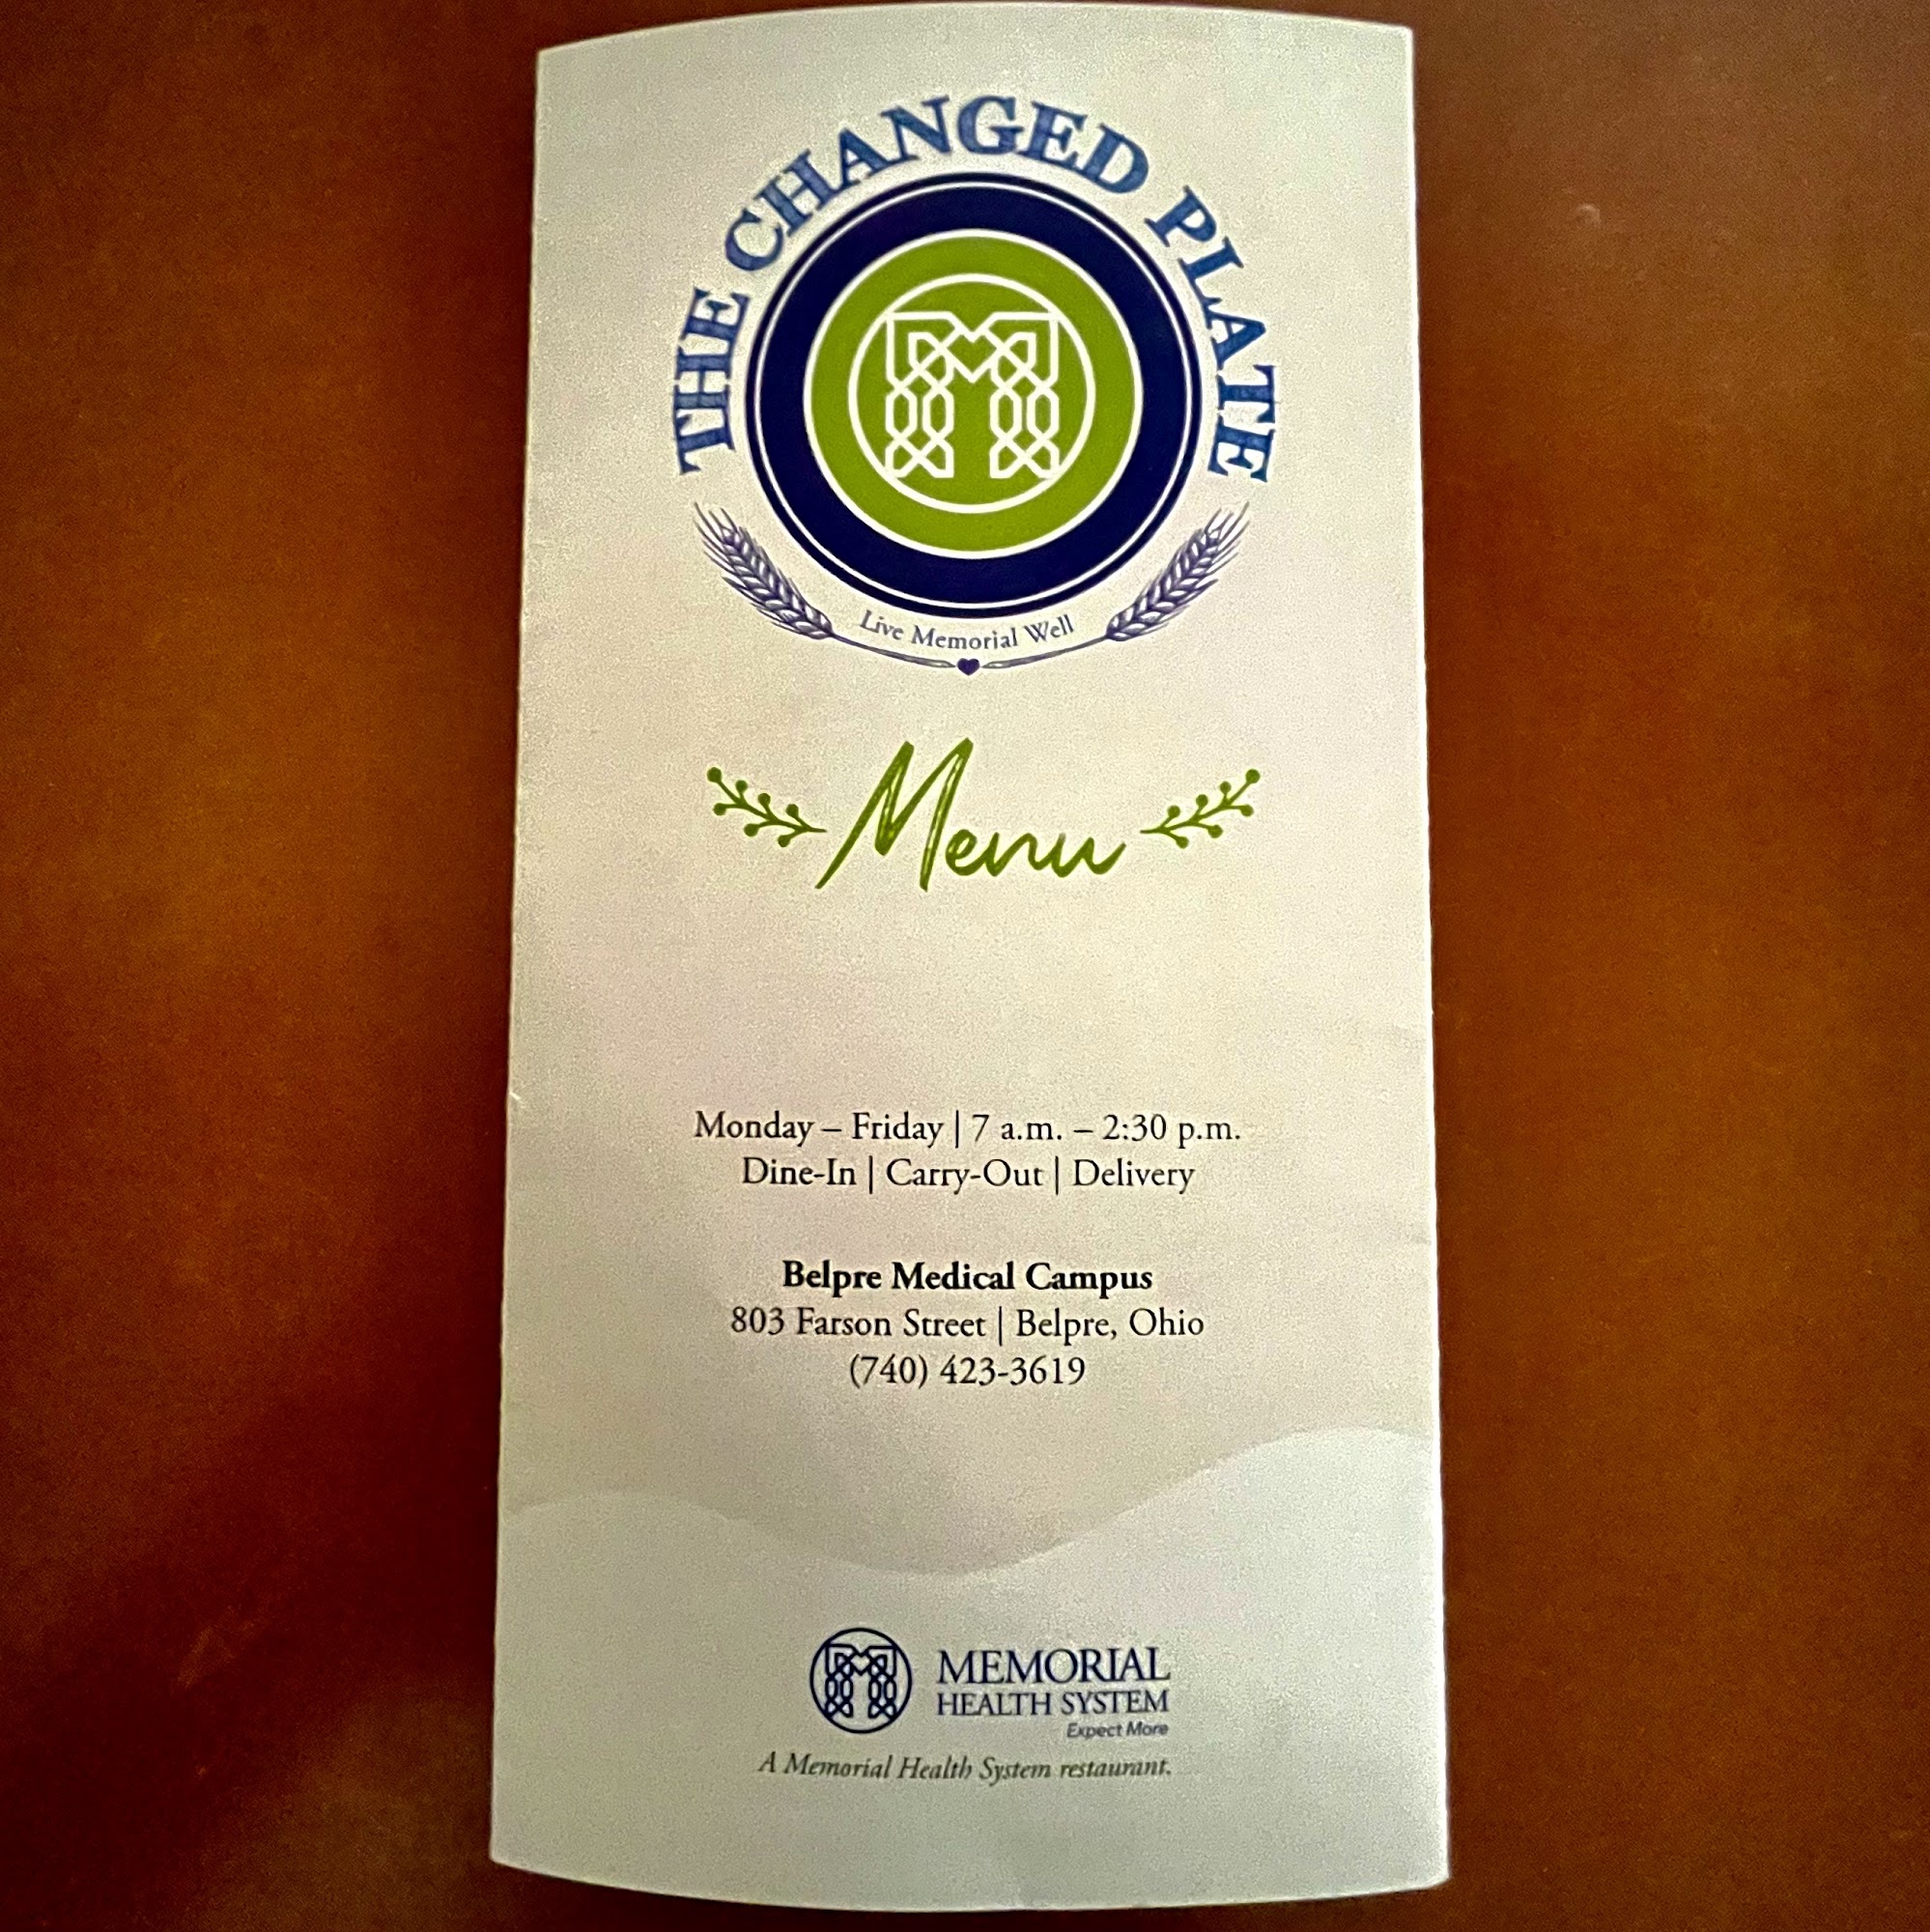 THE CHANGED PLATE
Live Memorial Well
Menu
Monday – Friday | 7 a.m. – 2:30 p.m.
Dine-In | Carry-Out | Delivery
Belpre Medical Campus
803 Farson Street | Belpre, Ohio
(740) 423-3619
MEMORIAL
HEALTH SYSTEM
Expect More
A Memorial Health System restaurant.